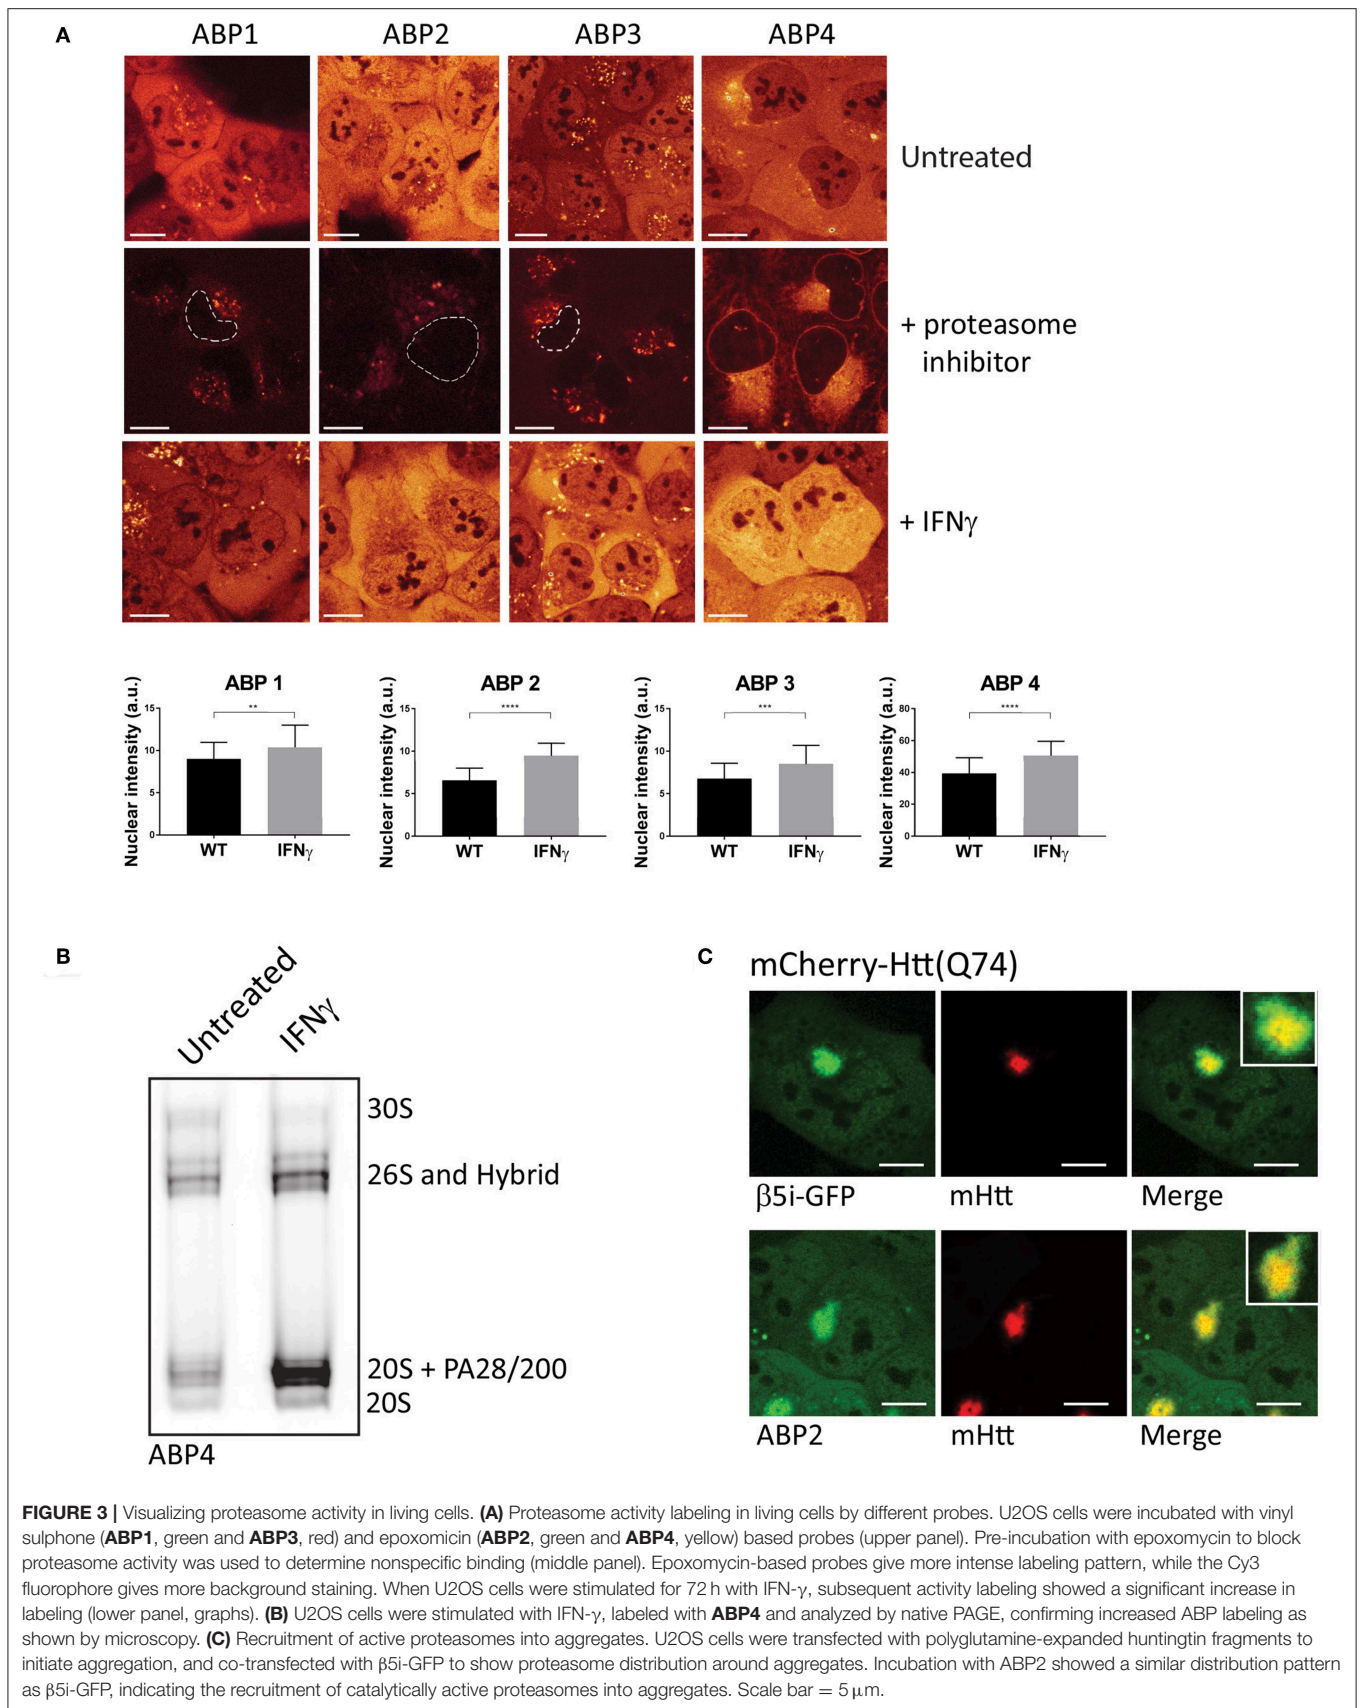 A
ABP1 ABP2 ABP3 ABP4
Untreated
+ proteasome
inhibitor
+ IFNγ
ABP 1
Nuclear intensity (a.u.)
15
10
5
0
**
WT IFNγ
ABP 2
Nuclear intensity (a.u.)
15
10
5
0
****
WT IFNγ
ABP 3
Nuclear intensity (a.u.)
15
10
5
0
***
WT IFNγ
ABP 4
Nuclear intensity (a.u.)
80
60
40
20
0
****
WT IFNγ
B
Untreated
IFNγ
30S
26S and Hybrid
20S + PA28/200
20S
ABP4
C
mCherry-Htt(Q74)
β5i-GFP mHtt Merge
ABP2 mHtt Merge
FIGURE 3 | Visualizing proteasome activity in living cells. (A) Proteasome activity labeling in living cells by different probes. U2OS cells were incubated with vinyl
sulphone (ABP1, green and ABP3, red) and epoxomicin (ABP2, green and ABP4, yellow) based probes (upper panel). Pre-incubation with epoxomycin to block
proteasome activity was used to determine nonspecific binding (middle panel). Epoxomycin-based probes give more intense labeling pattern, while the Cy3
fluorophore gives more background staining. When U2OS cells were stimulated for 72 h with IFN-γ, subsequent activity labeling showed a significant increase in
labeling (lower panel, graphs). (B) U2OS cells were stimulated with IFN-γ, labeled with ABP4 and analyzed by native PAGE, confirming increased ABP labeling as
shown by microscopy. (C) Recruitment of active proteasomes into aggregates. U2OS cells were transfected with polyglutamine-expanded huntingtin fragments to
initiate aggregation, and co-transfected with β5i-GFP to show proteasome distribution around aggregates. Incubation with ABP2 showed a similar distribution pattern
as β5i-GFP, indicating the recruitment of catalytically active proteasomes into aggregates. Scale bar = 5 μm.